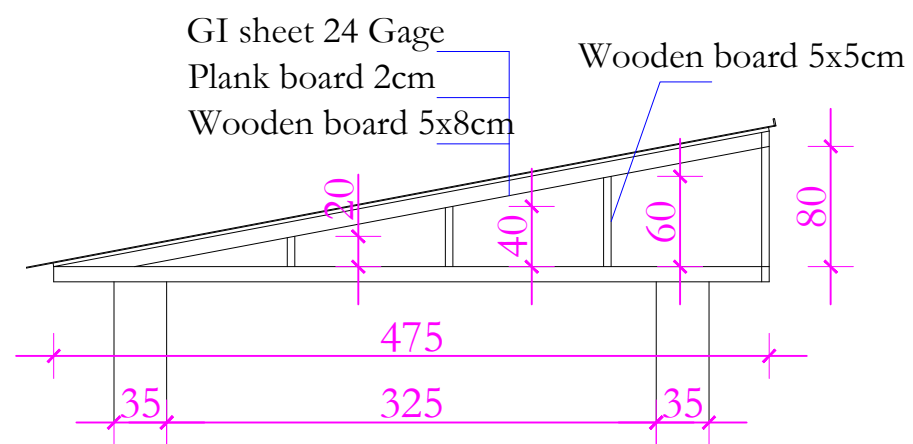 GI sheet 24 Gage
Plank board 2cm
Wooden board 5x8cm
Wooden board 5x5cm
20
40
60
80
475
35
325
35